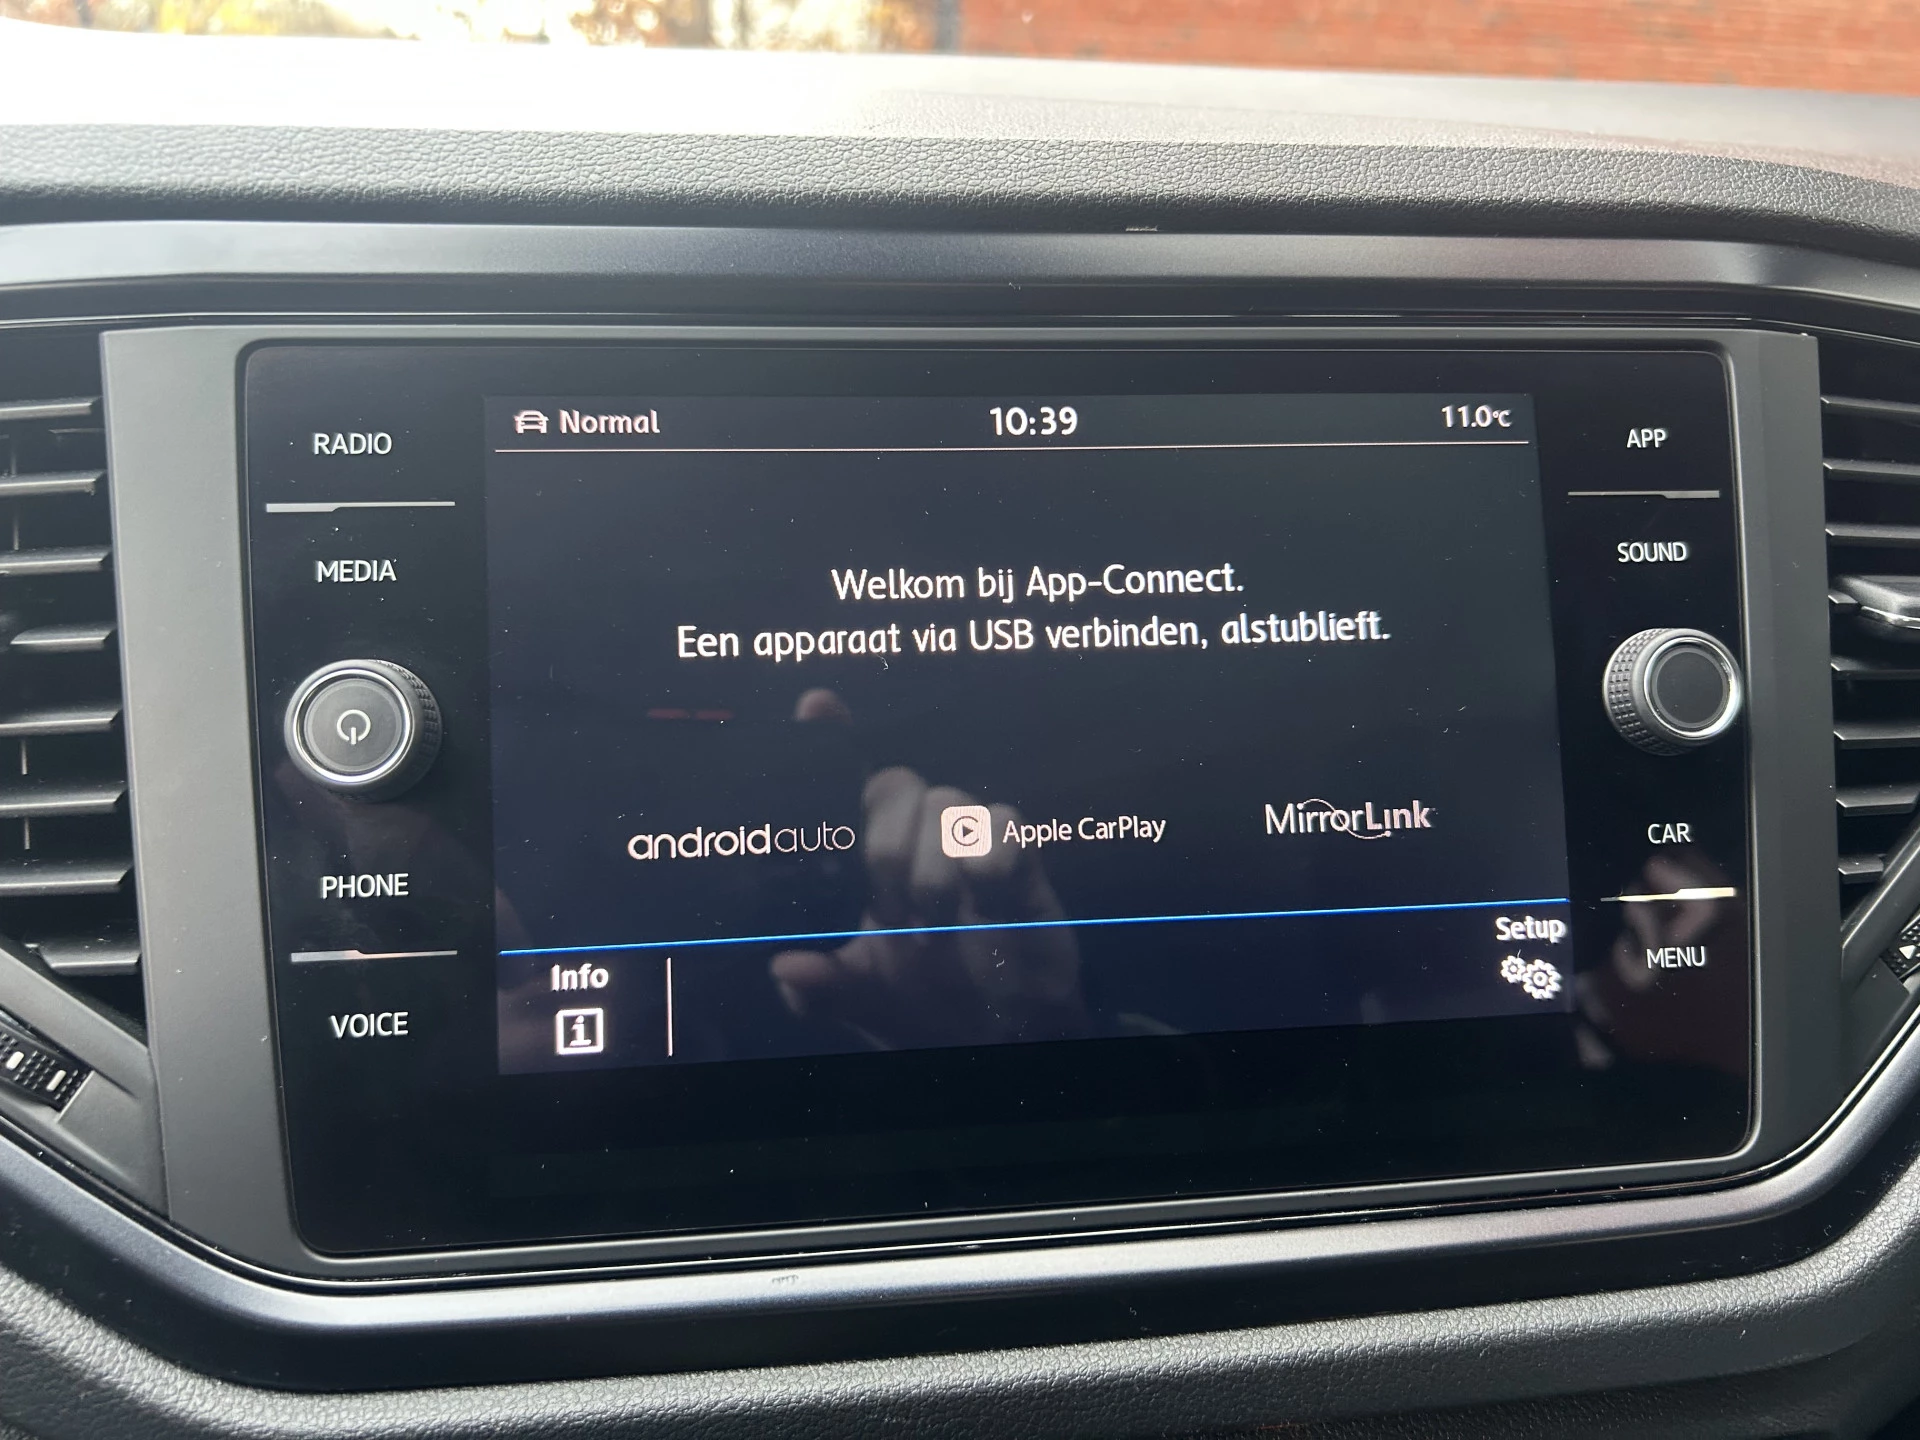 RADIO
MEDIA
PHONE
VOICE
Normal
10:39
11.0°C
Welkom bij App-Connect.
Een apparaat via USB verbinden, alstublieft.
androidauto
Apple CarPlay
MirrorLink
Info
i
Setup
APP
SOUND
CAR
MENU